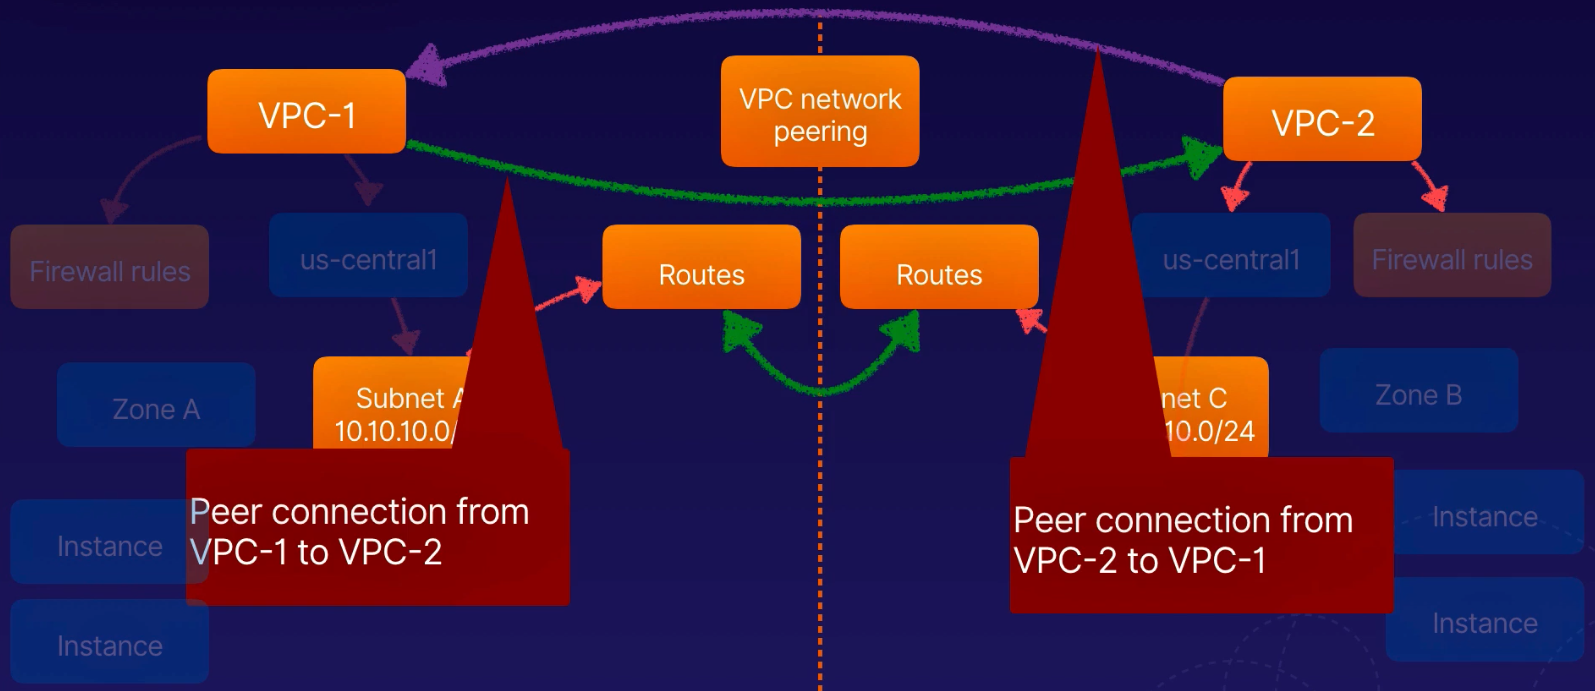 VPC-1
VPC network
peering
VPC-2
Firewall rules
us-central1
Routes
Routes
us-central1
Firewall rules
Zone A
Subnet A
10.10.10.0/
net C
10.0/24
Zone B
Peer connection from
VPC-1 to VPC-2
Peer connection from
VPC-2 to VPC-1
Instance
Instance
Instance
Instance